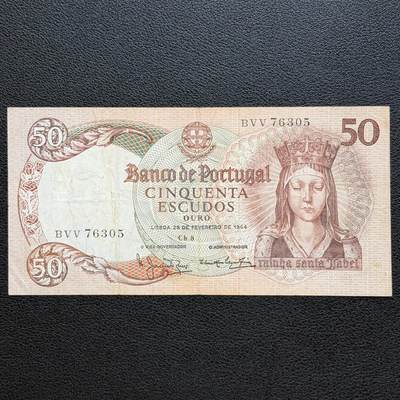 50
BVV 76305
50
Banco de Portugal
CINQUENTA
ESCUDOS
OURO
LISBOA, 28 DE FEVEREIRO DE 1964
Ch 8
BVV 76305
O VICE-GOVERNADOR
O ADMINISTRADOR
50
rainha santa Isabel